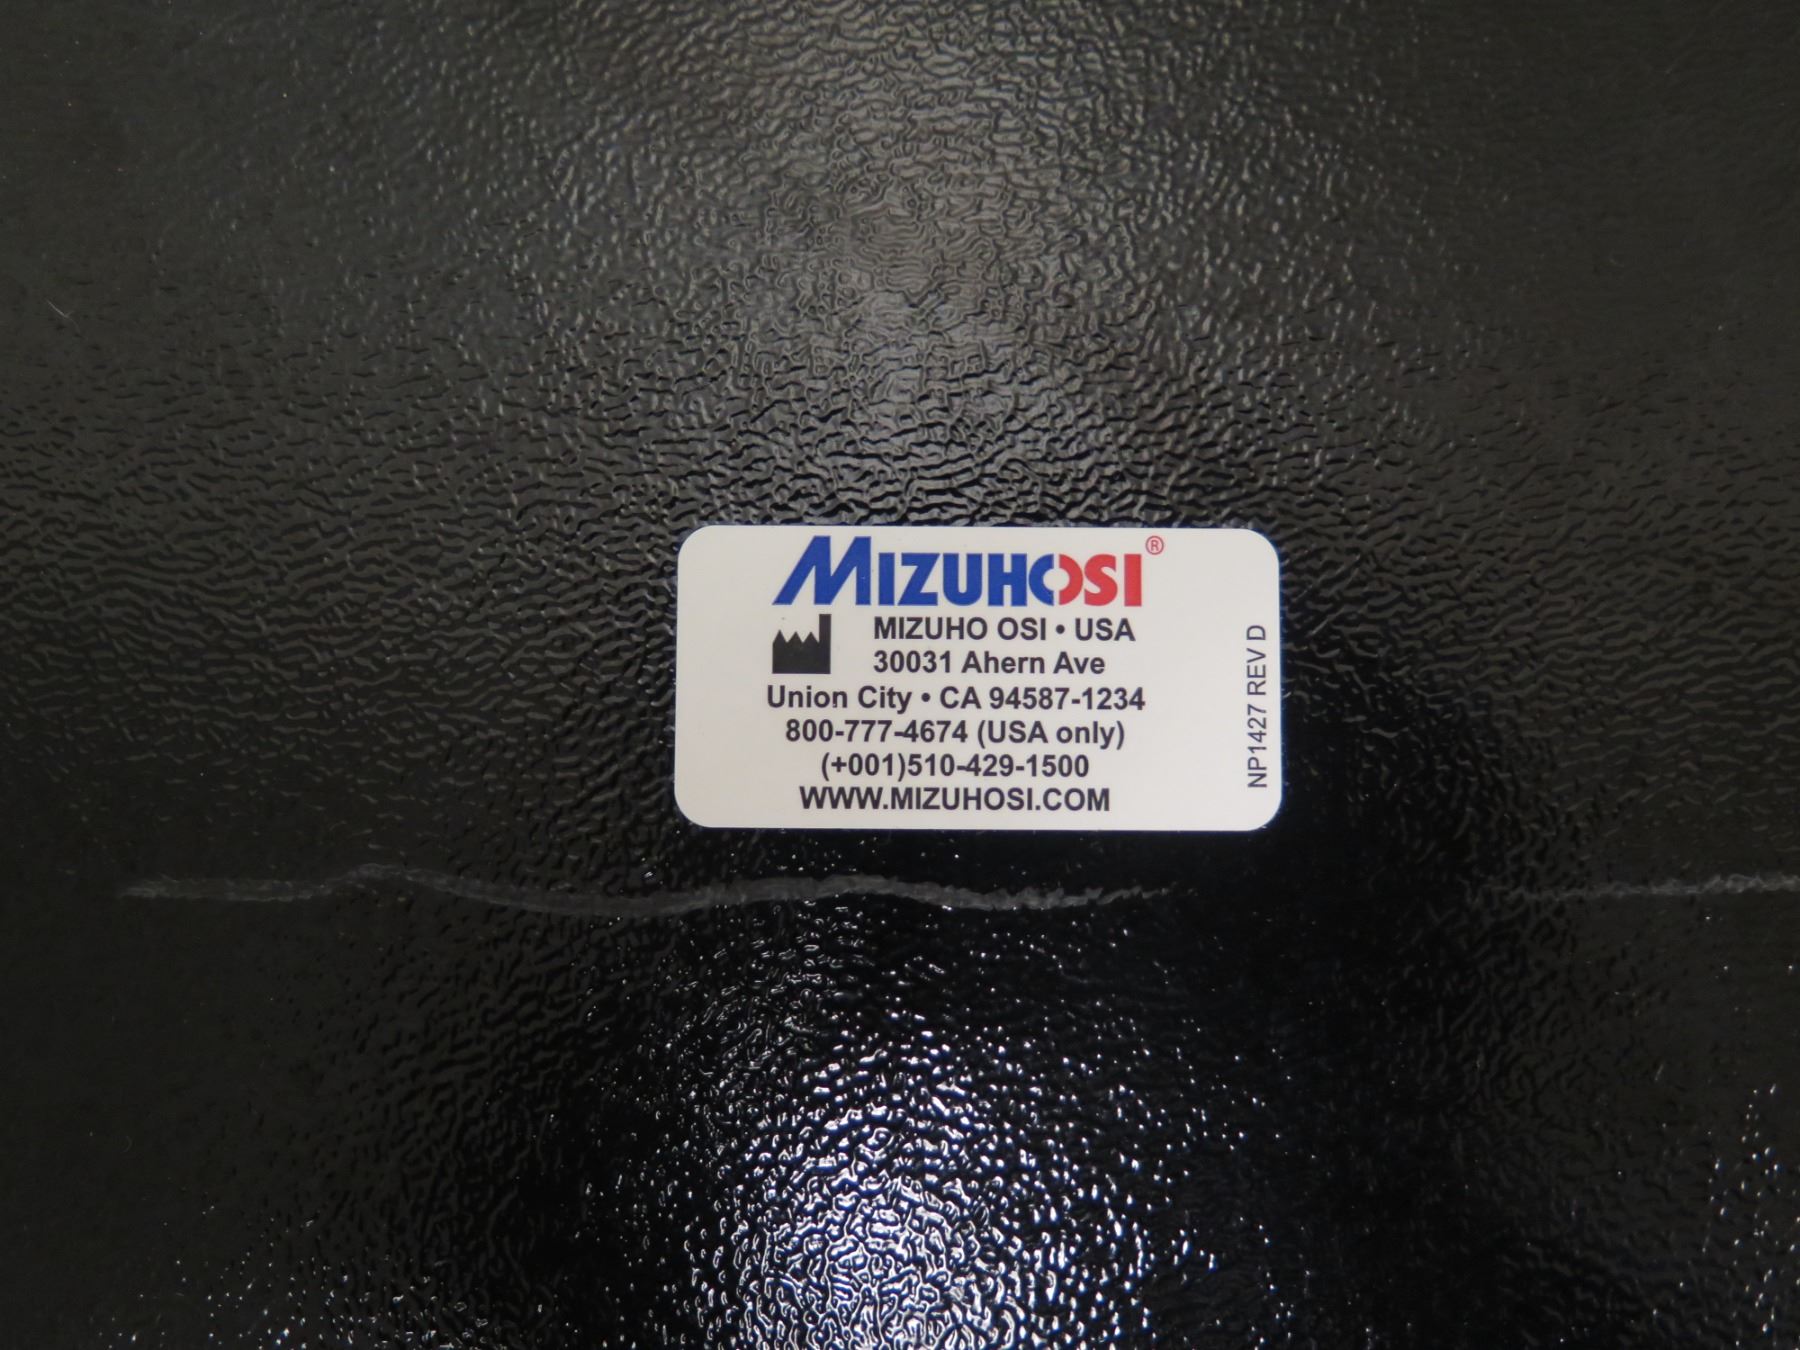 MIZUHOSI®
MIZUHO OSI • USA
30031 Ahern Ave
Union City • CA 94587-1234
800-777-4674 (USA only)
(+001)510-429-1500
WWW.MIZUHOSI.COM
NP1427 REV D